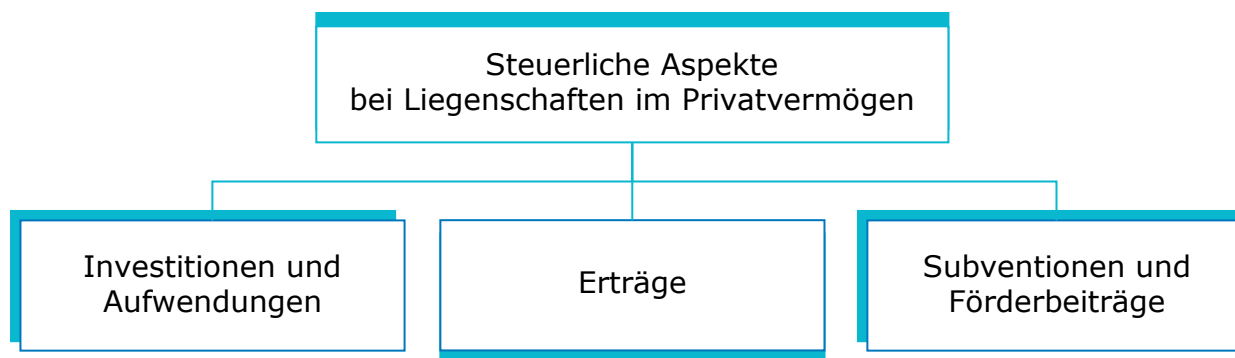 Steuerliche Aspekte
bei Liegenschaften im Privatvermögen
Investitionen und
Aufwendungen
Erträge
Subventionen und
Förderbeiträge